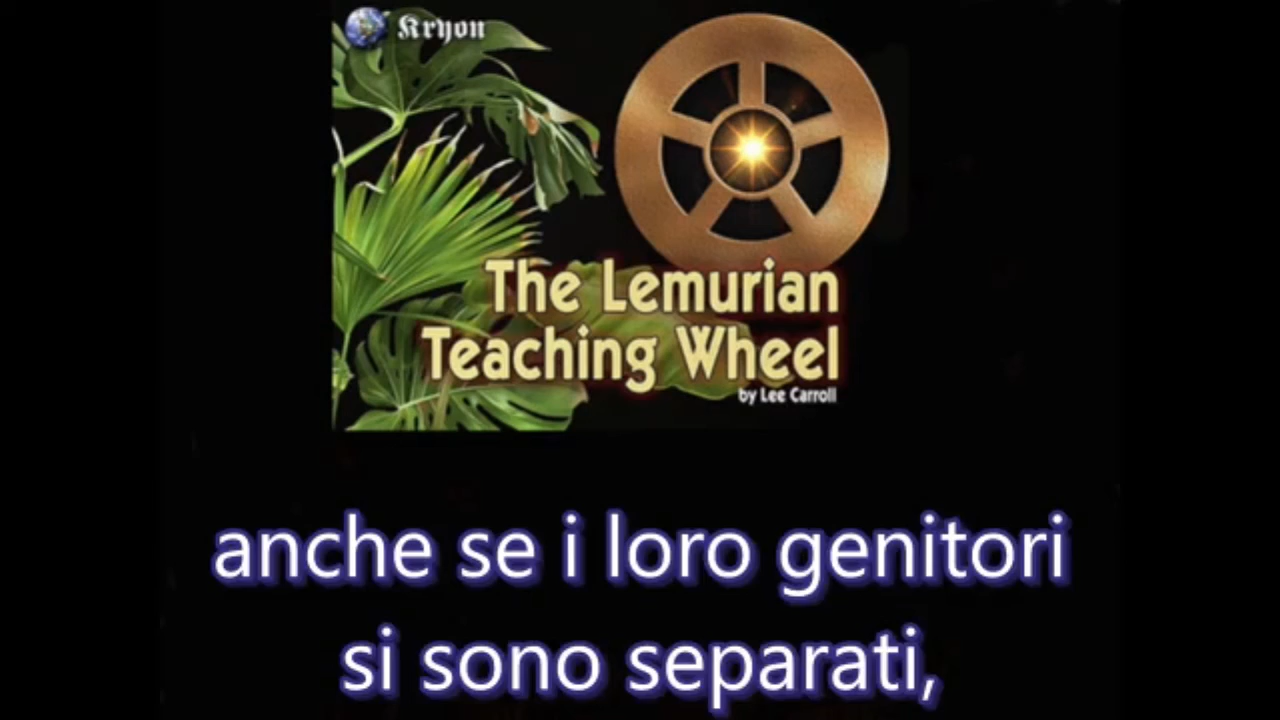 Kryon
The Lemurian
Teaching Wheel
by Lee Carroll
anche se i loro genitori
si sono separati,